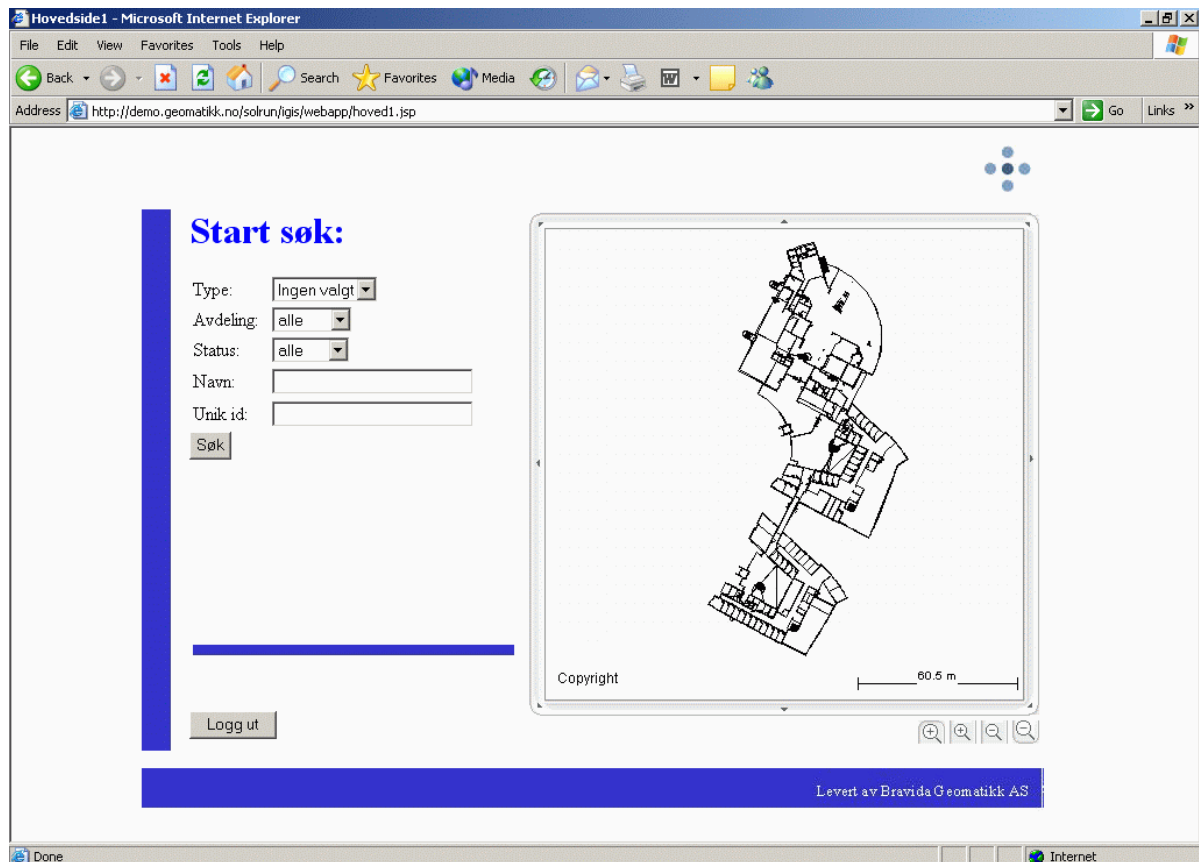 Hovedside1 - Microsoft Internet Explorer
File Edit View Favorites Tools Help
Back Search Favorites Media
Address http://demo.geomatikk.no/solrun/igis/webapp/hoved1.jsp Go Links »
Start søk:
Type: Ingen valgt
Avdeling: alle
Status: alle
Navn:
Unik id:
Søk
Copyright 60.5 m
Logg ut
Levert av Bravida Geomatikk AS
Done Internet